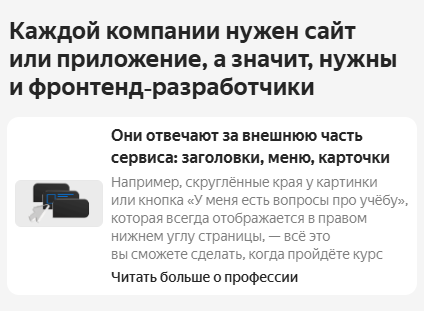 Каждой компании нужен сайт
или приложение, а значит, нужны
и фронтенд-разработчики
Они отвечают за внешнюю часть
сервиса: заголовки, меню, карточки
Например, скруглённые края у картинки
или кнопка «У меня есть вопросы про учёбу»,
которая всегда отображается в правом
нижнем углу страницы, — всё это
вы сможете сделать, когда пройдёте курс
Читать больше о профессии